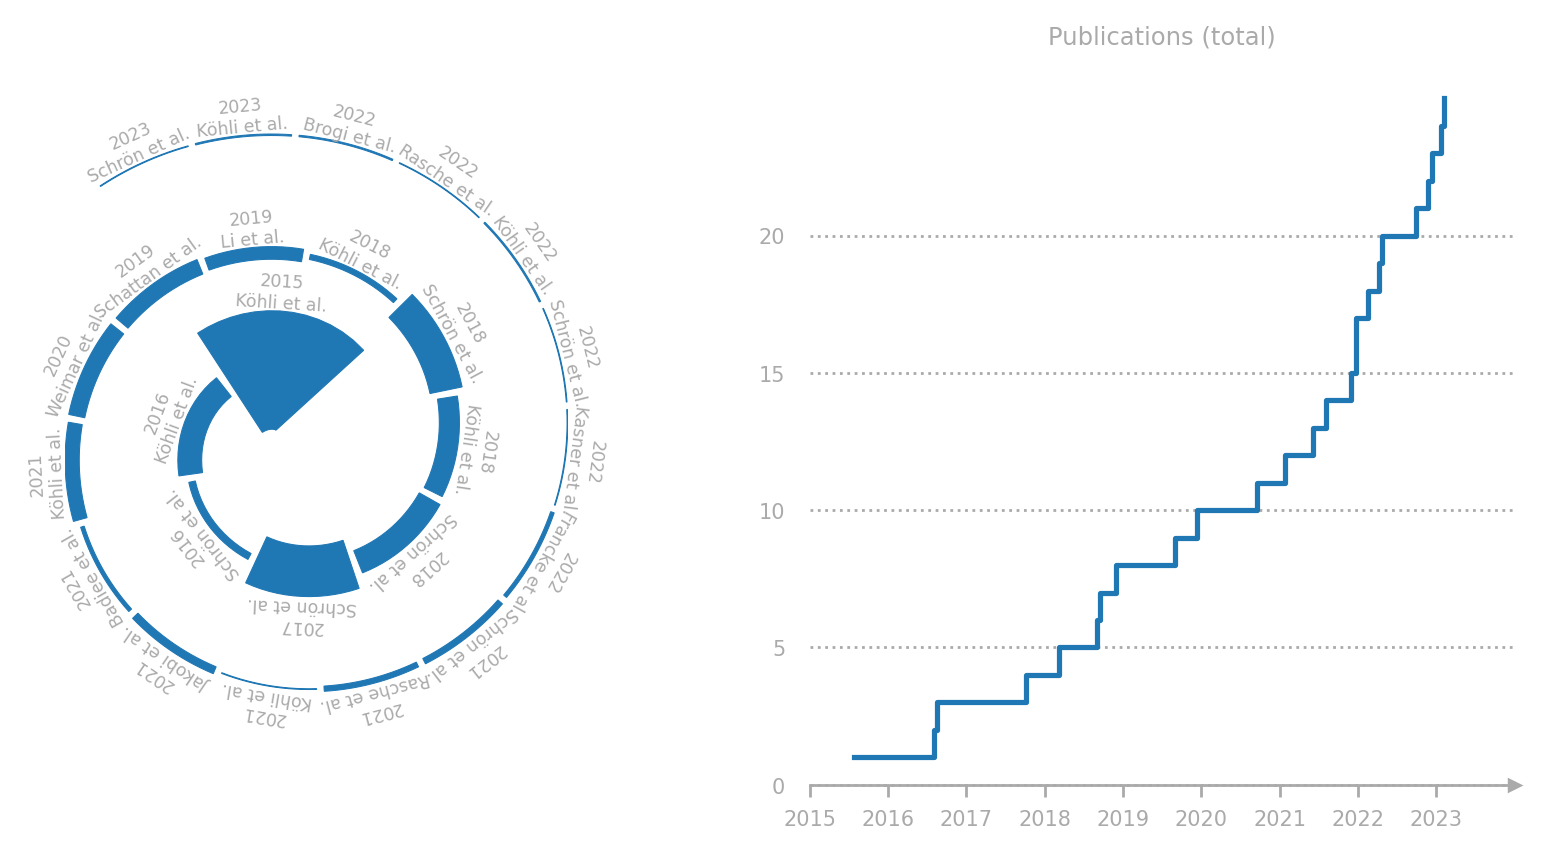 2015
Köhli et al.
2016
Köhli et al.
2016
Schrön et al.
2017
Schrön et al.
2018
Schrön et al.
2018
Köhli et al.
2018
Schrön et al.
2018
Köhli et al.
2019
Li et al.
2019
Schattan et al.
2020
Weimar et al.
2021
Köhli et al.
2021
Badiee et al.
2021
Jakobi et al.
2021
Köhli et al.
2021
Rasche et al.
2021
Schrön et al.
2022
Francke et al.
2022
Kasner et al.
2022
Schrön et al.
2022
Köhli et al.
2022
Rasche et al.
2022
Brogi et al.
2023
Köhli et al.
2023
Schrön et al.
Publications (total)
20
15
10
5
0
2015 2016 2017 2018 2019 2020 2021 2022 2023